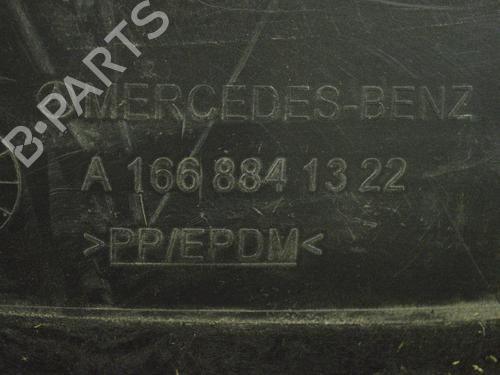 B-PARTS
MERCEDES-BENZ
A 166 884 13 22
>PP/EPDM<